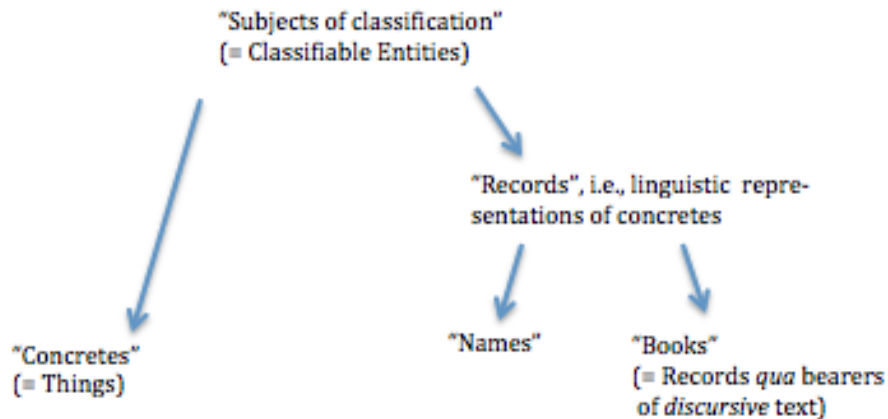 “Subjects of classification”
(= Classifiable Entities)
“Records”, i.e., linguistic repre-
sentations of concretes
“Concretes”
(= Things)
“Names”
“Books”
(= Records qua bearers
of discursive text)